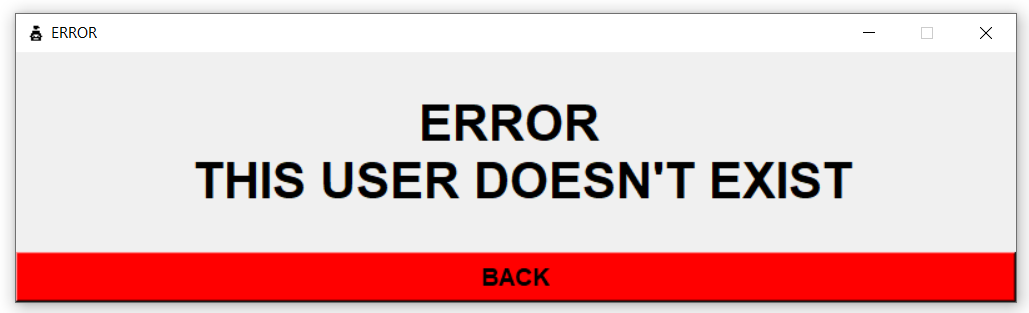 ERROR
ERROR
THIS USER DOESN'T EXIST
BACK